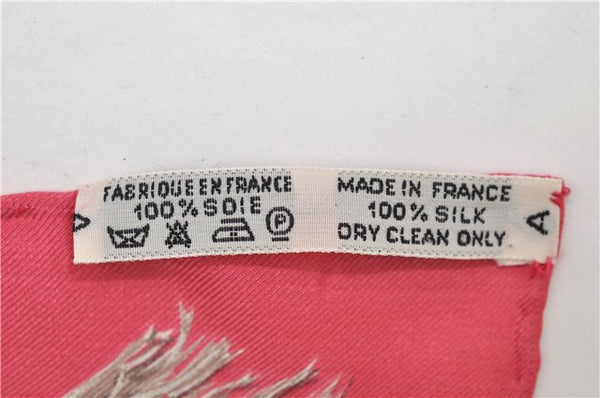 FABRIQUE EN FRANCE
100% SOIE
P
MADE IN FRANCE
100% SILK
DRY CLEAN ONLY
A